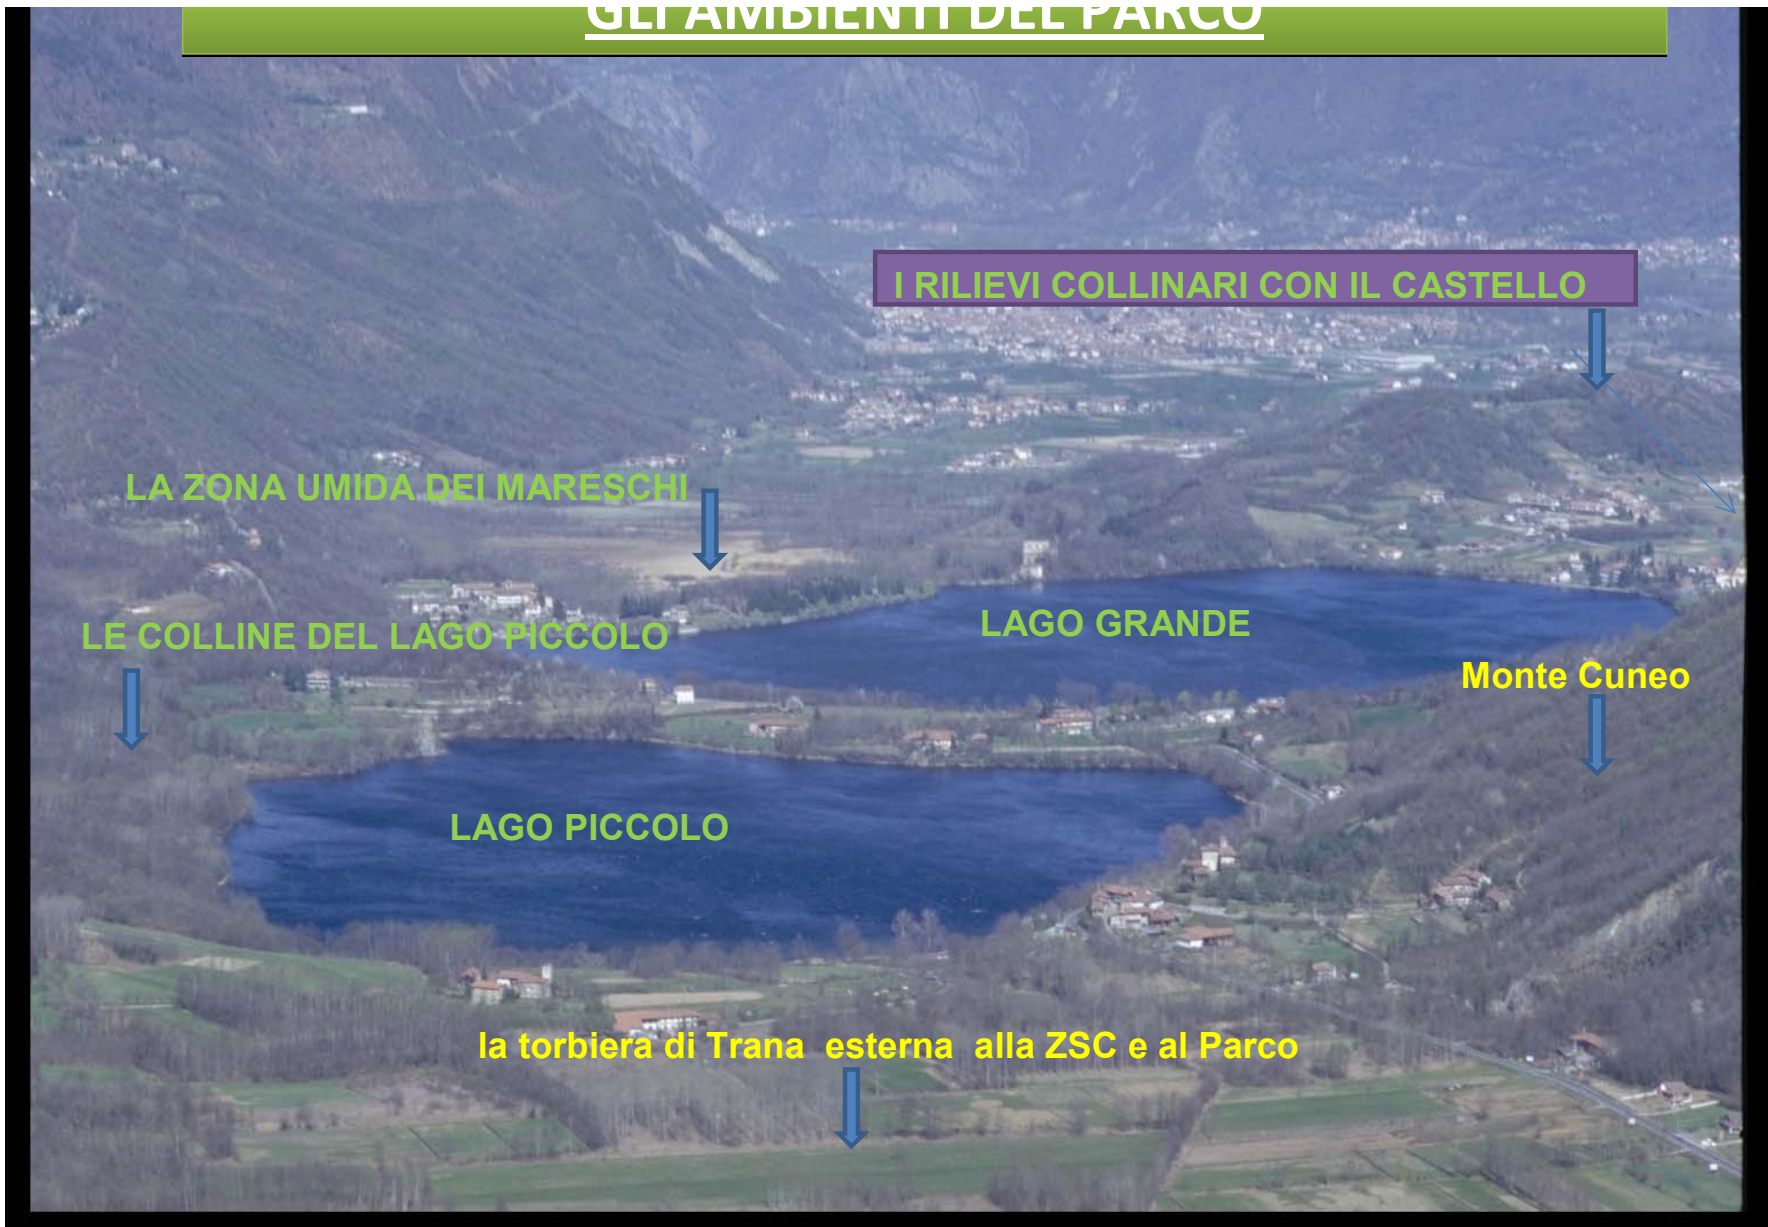 GLI AMBIENTI DEL PARCO
I RILIEVI COLLINARI CON IL CASTELLO
LA ZONA UMIDA DEI MARESCHI
LAGO GRANDE
LE COLLINE DEL LAGO PICCOLO
Monte Cuneo
LAGO PICCOLO
la torbiera di Trana esterna alla ZSC e al Parco